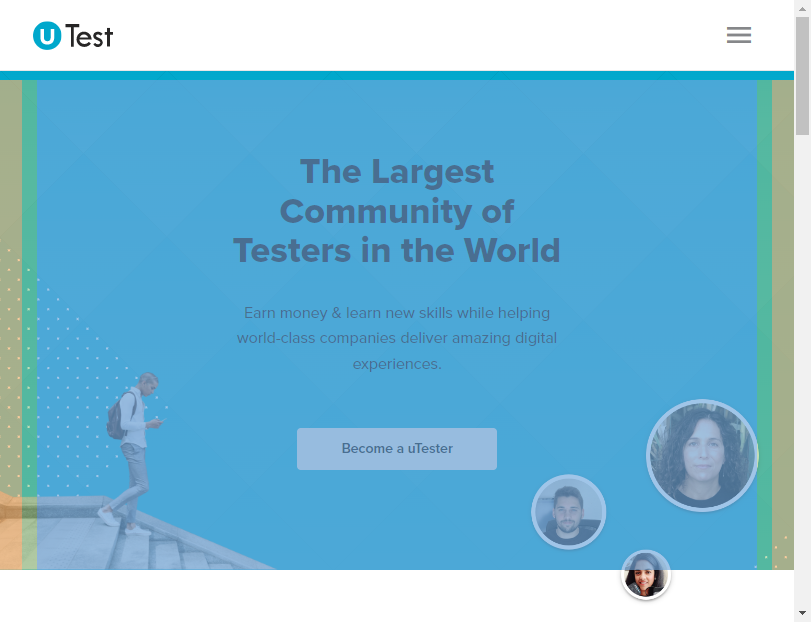 uTest
The Largest
Community of
Testers in the World
Earn money & learn new skills while helping
world-class companies deliver amazing digital
experiences.
Become a uTester